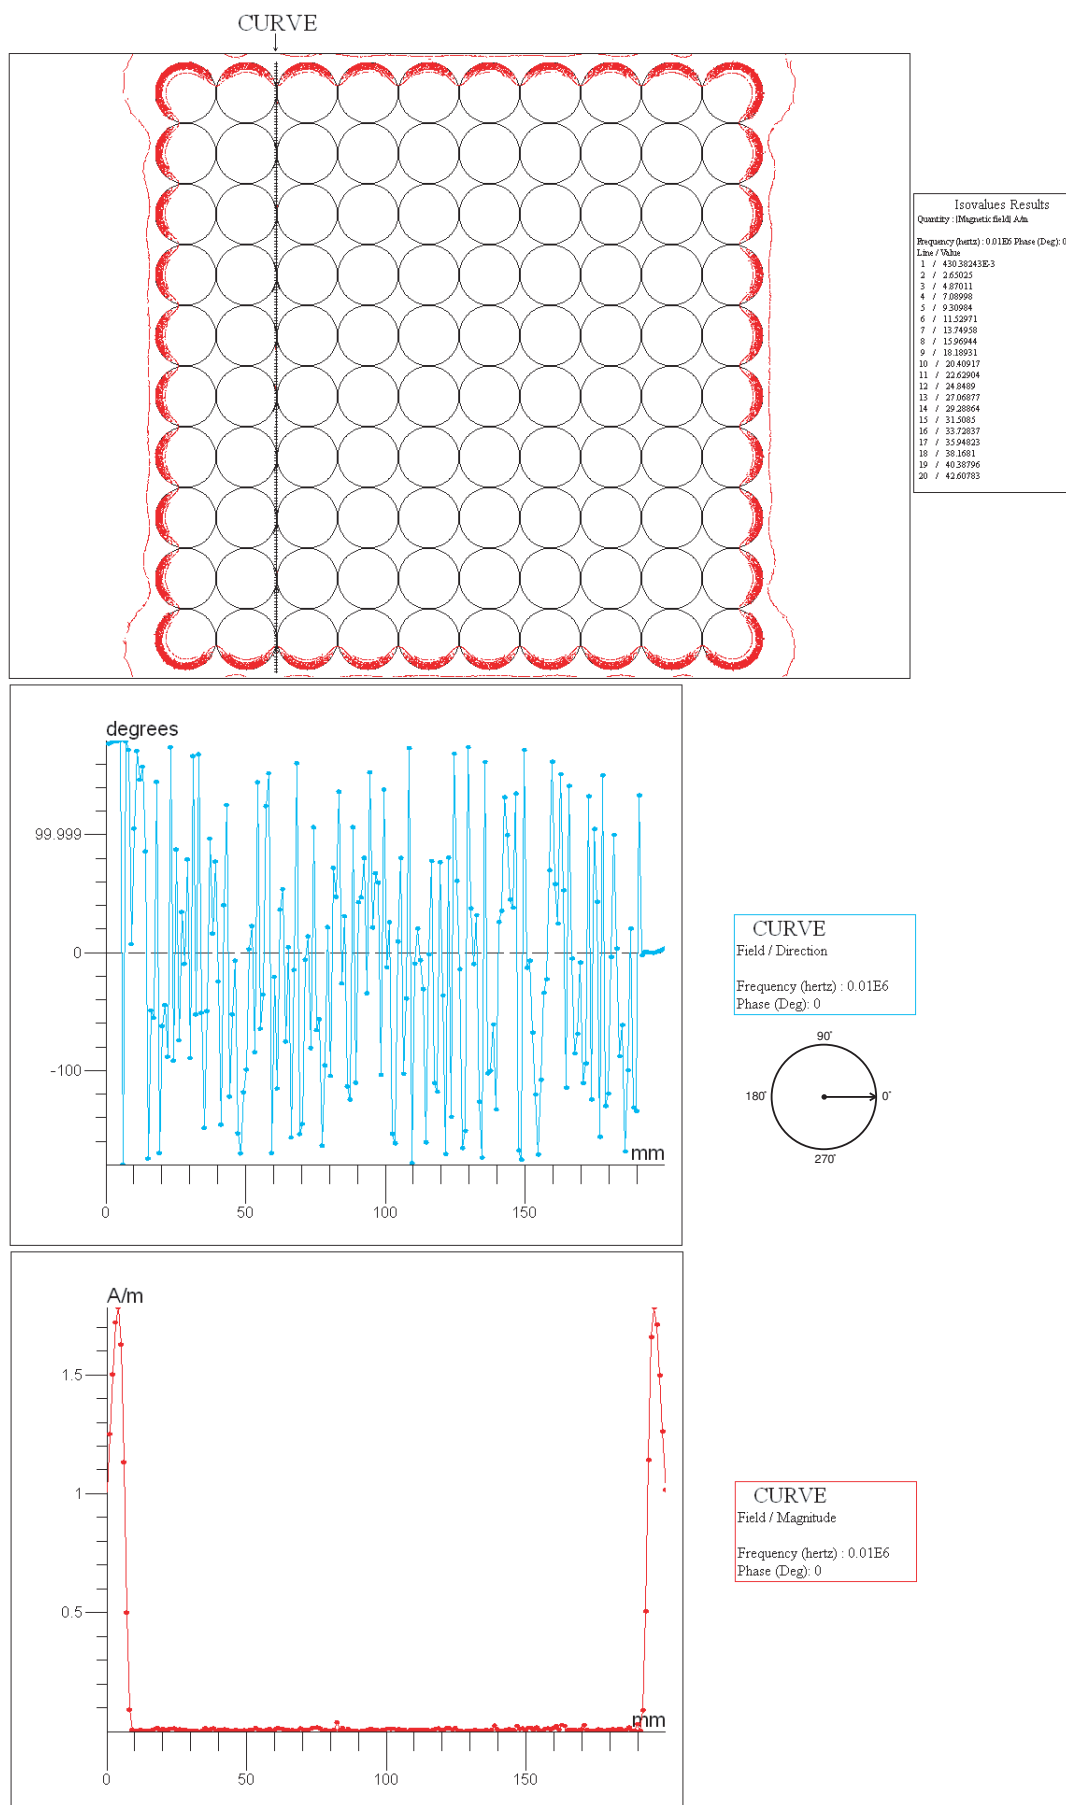 CURVE
Isovalues Results
Quantity : |Magnetic field| A/m
Frequency (hertz) : 0.01E6 Phase (Deg): 0
Line / Value
1 / 430.38243E-3
2 / 2.65025
3 / 4.87011
4 / 7.08998
5 / 9.30984
6 / 11.52971
7 / 13.74958
8 / 15.96944
9 / 18.18931
10 / 20.40917
11 / 22.62904
12 / 24.8489
13 / 27.06877
14 / 29.28864
15 / 31.5085
16 / 33.72837
17 / 35.94823
18 / 38.1681
19 / 40.38796
20 / 42.60783
degrees
99.999
0
-100
mm
0 50 100 150
CURVE
Field / Direction
Frequency (hertz) : 0.01E6
Phase (Deg): 0
90°
180° 0°
270°
A/m
1.5
1
0.5
mm
0 50 100 150
CURVE
Field / Magnitude
Frequency (hertz) : 0.01E6
Phase (Deg): 0